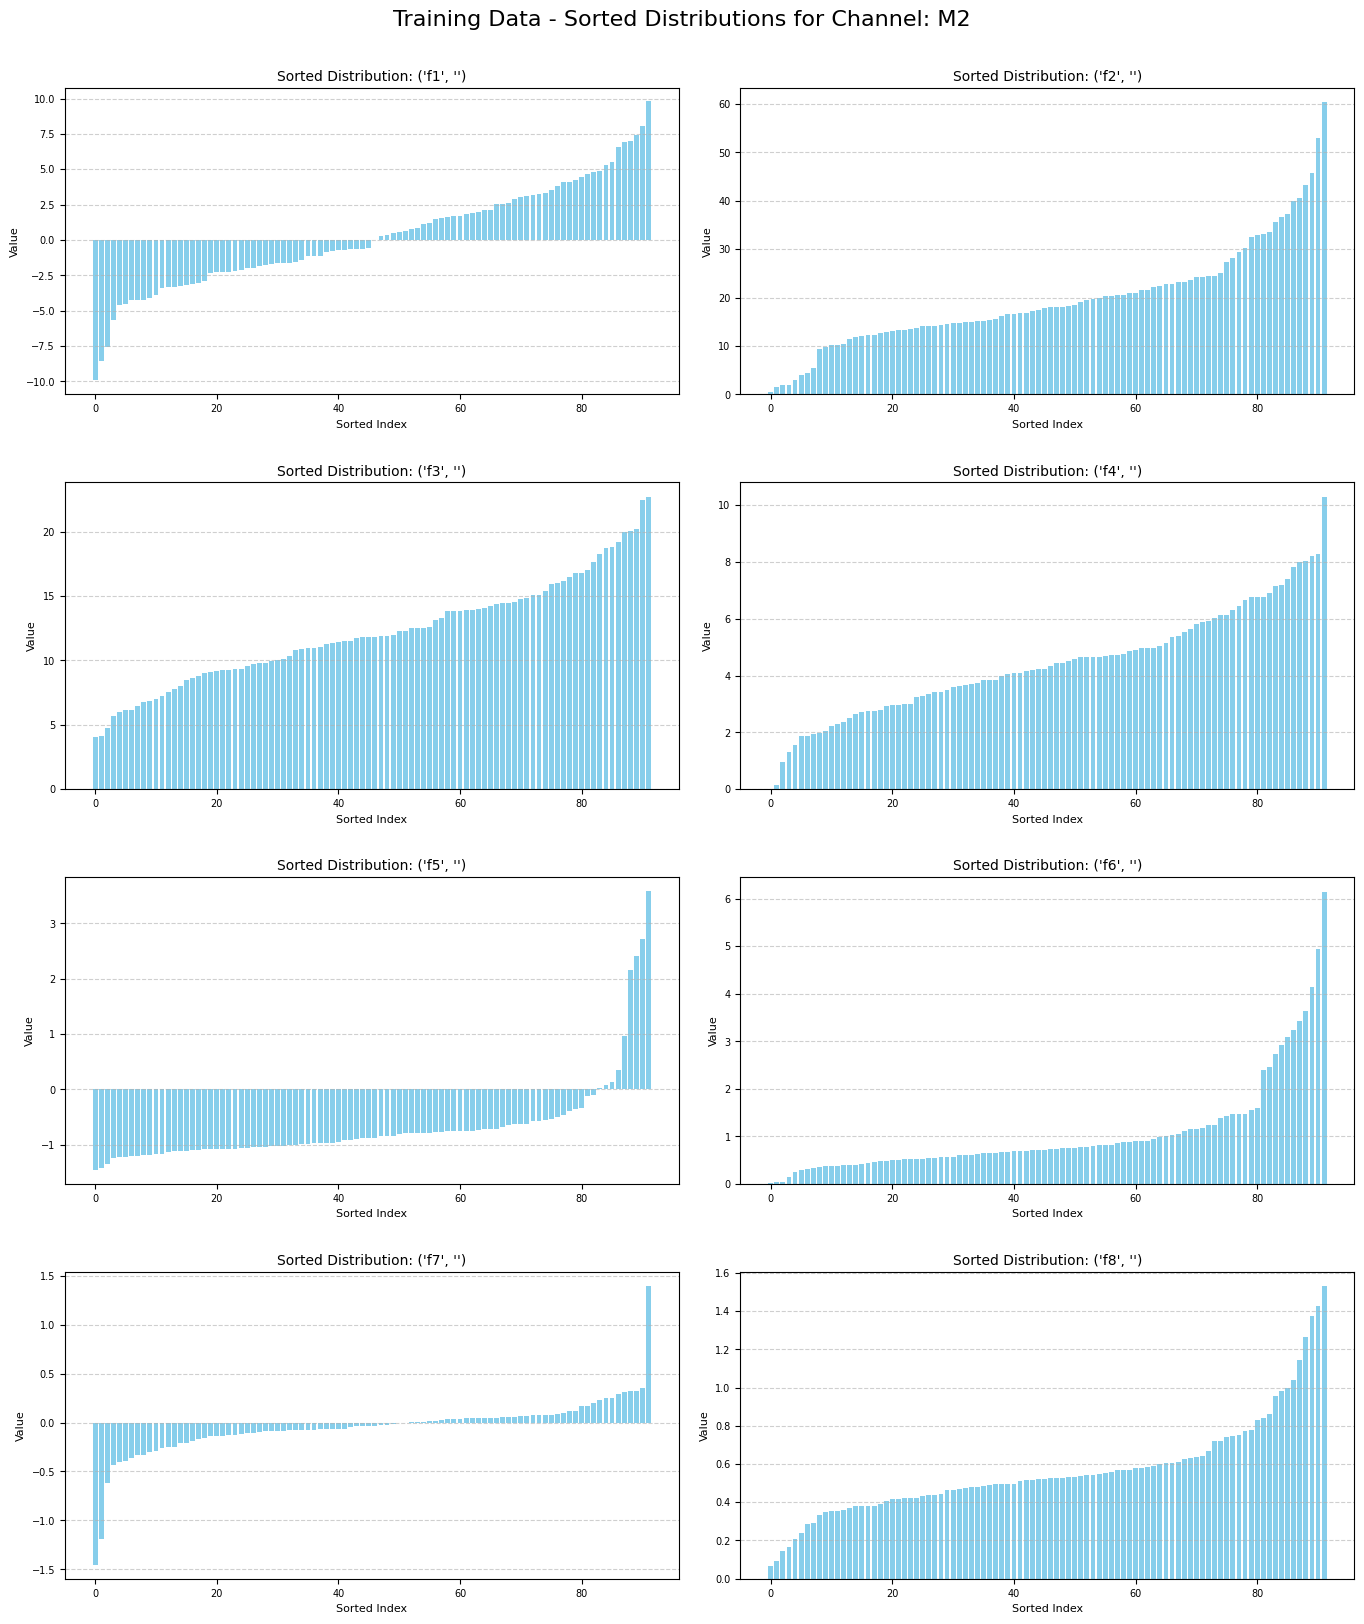 Training Data - Sorted Distributions for Channel: M2
Sorted Distribution: ('f1', '')
10.0
7.5
5.0
2.5
0.0
−2.5
−5.0
−7.5
−10.0
Value
0 20 40 60 80
Sorted Index
Sorted Distribution: ('f2', '')
60
50
40
30
20
10
0
Value
0 20 40 60 80
Sorted Index
Sorted Distribution: ('f3', '')
20
15
10
5
0
Value
0 20 40 60 80
Sorted Index
Sorted Distribution: ('f4', '')
10
8
6
4
2
0
Value
0 20 40 60 80
Sorted Index
Sorted Distribution: ('f5', '')
3
2
1
0
−1
Value
0 20 40 60 80
Sorted Index
Sorted Distribution: ('f6', '')
6
5
4
3
2
1
0
Value
0 20 40 60 80
Sorted Index
Sorted Distribution: ('f7', '')
1.5
1.0
0.5
0.0
−0.5
−1.0
−1.5
Value
0 20 40 60 80
Sorted Index
Sorted Distribution: ('f8', '')
1.6
1.4
1.2
1.0
0.8
0.6
0.4
0.2
0.0
Value
0 20 40 60 80
Sorted Index